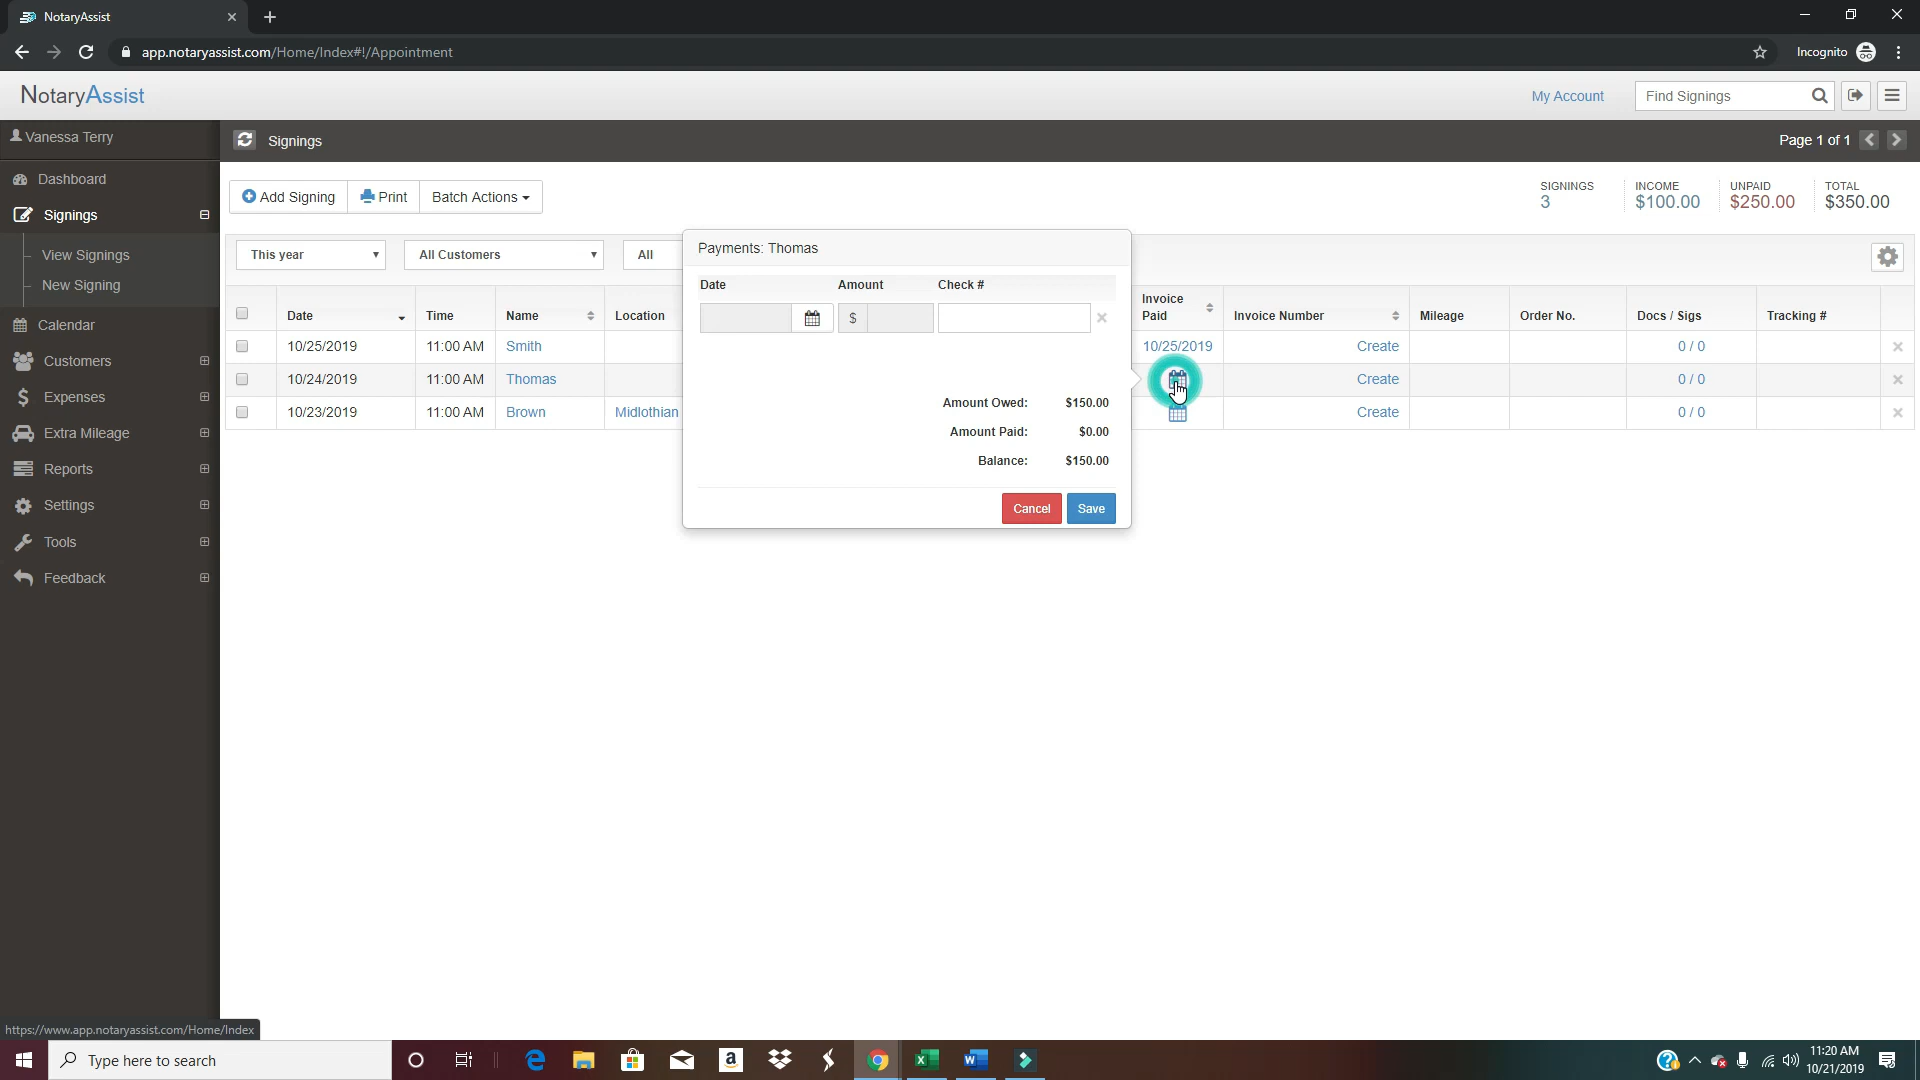 NotaryAssist
app.notaryassist.com/Home/Index#!/Appointment
Incognito
NotaryAssist
My Account
Find Signings
Vanessa Terry
Signings
Page 1 of 1
Dashboard
Signings
View Signings
New Signing
Calendar
Customers
Expenses
Extra Mileage
Reports
Settings
Tools
Feedback
Add Signing
Print
Batch Actions
SIGNINGS
3
INCOME
$100.00
UNPAID
$250.00
TOTAL
$350.00
This year
All Customers
All
Date
Time
Name
Location
Invoice
Paid
Invoice Number
Mileage
Order No.
Docs / Sigs
Tracking #
10/25/2019 11:00 AM Smith 10/25/2019 Create 0 / 0
10/24/2019 11:00 AM Thomas Create 0 / 0
10/23/2019 11:00 AM Brown Midlothian Create 0 / 0
Payments: Thomas
Date Amount Check #
$
Amount Owed: $150.00
Amount Paid: $0.00
Balance: $150.00
Cancel Save
https://www.app.notaryassist.com/Home/Index
Type here to search
11:20 AM
10/21/2019